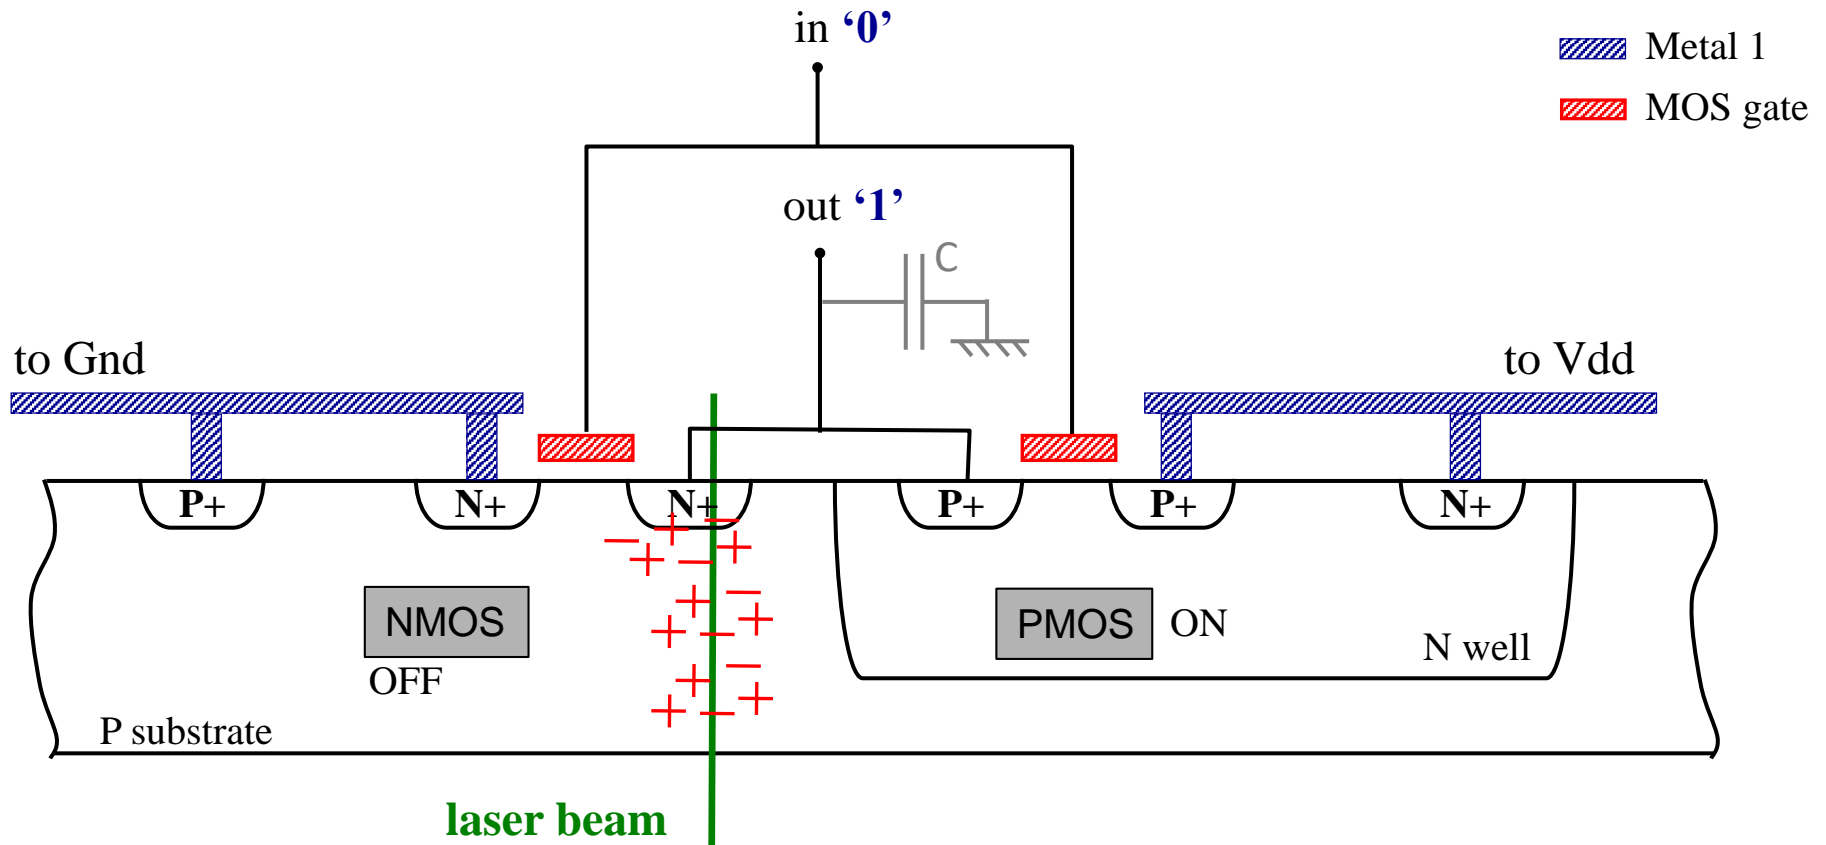 in ‘0’
Metal 1
MOS gate
out ‘1’
C
to Gnd
to Vdd
P+
N+
N+
P+
P+
N+
NMOS
PMOS
ON
OFF
N well
P substrate
laser beam